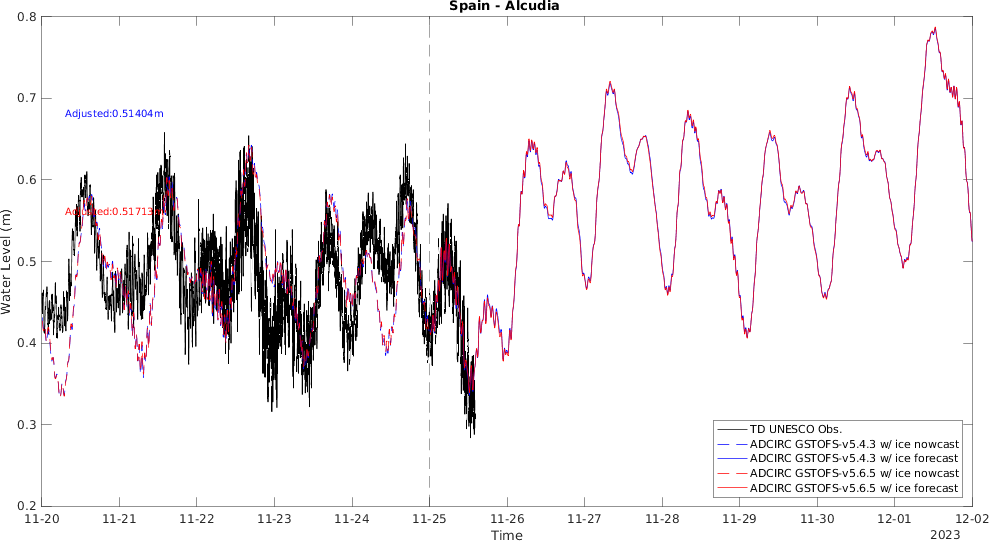 Spain - Alcudia
0.8
0.7
0.6
0.5
0.4
0.3
0.2
Water Level (m)
Adjusted:0.51404m
Adjusted:0.51713m
11-20
11-21
11-22
11-23
11-24
11-25
11-26
11-27
11-28
11-29
11-30
12-01
12-02
2023
Time
TD UNESCO Obs.
ADCIRC GSTOFS-v5.4.3 w/ ice nowcast
ADCIRC GSTOFS-v5.4.3 w/ ice forecast
ADCIRC GSTOFS-v5.6.5 w/ ice nowcast
ADCIRC GSTOFS-v5.6.5 w/ ice forecast